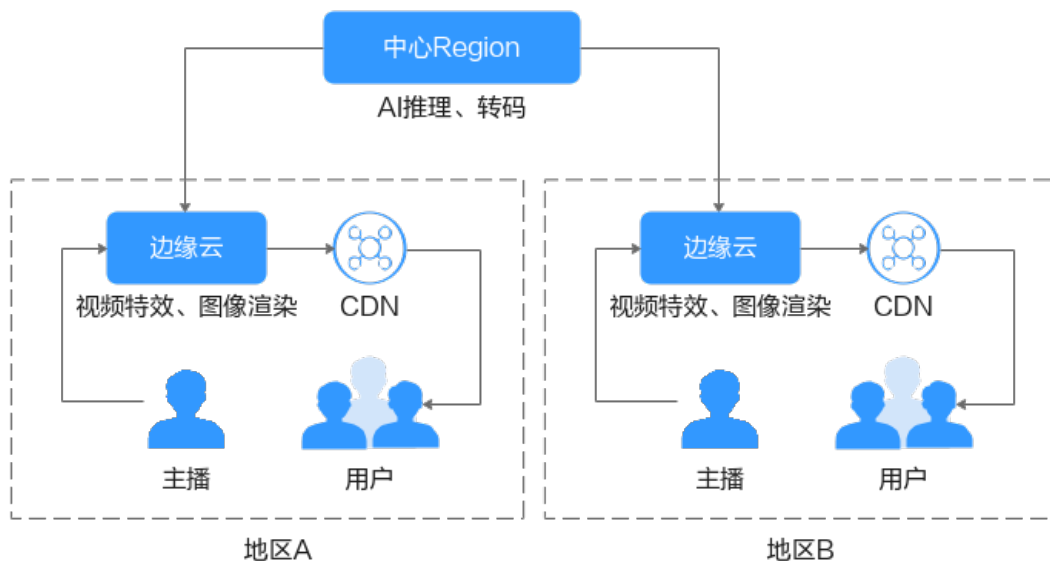 中心Region
AI推理、转码
边缘云
视频特效、图像渲染
CDN
主播
用户
地区A
边缘云
视频特效、图像渲染
CDN
主播
用户
地区B